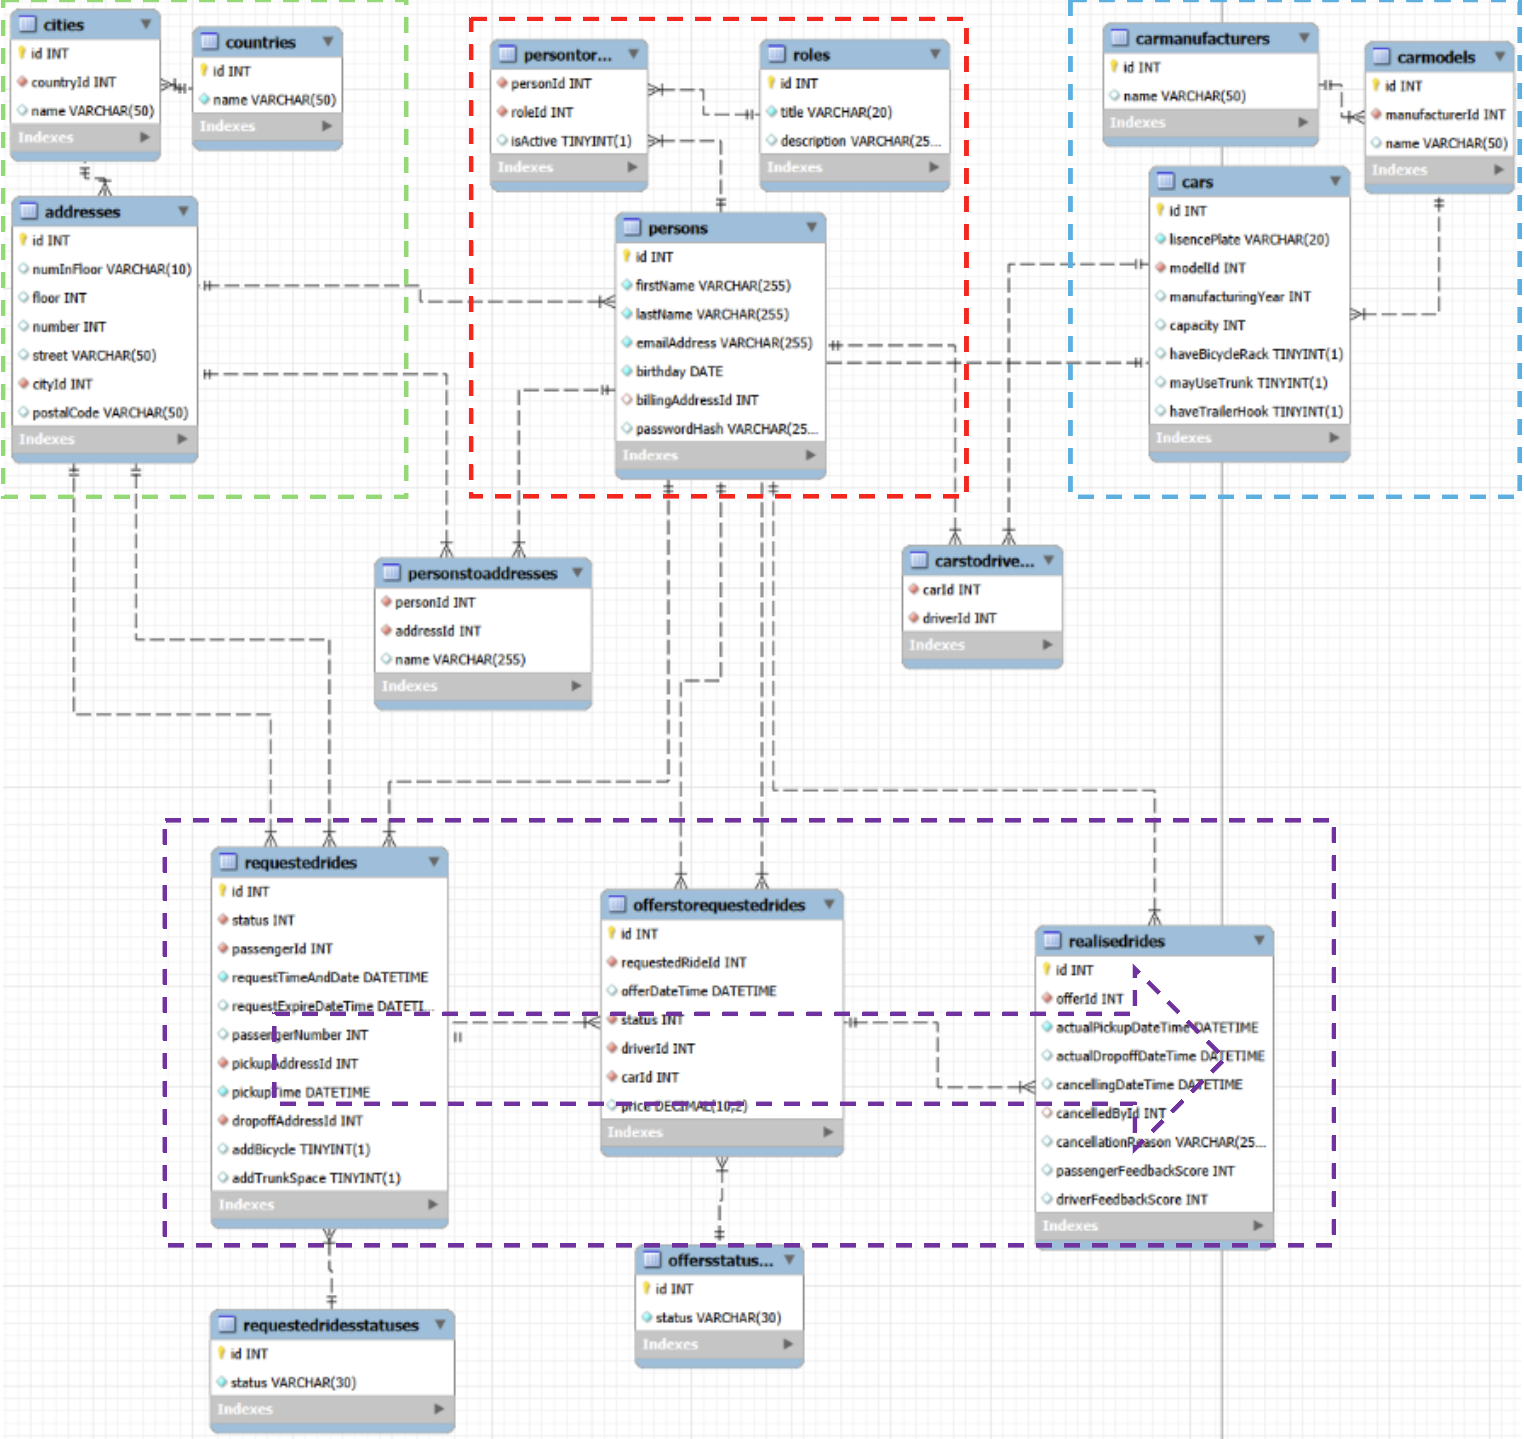 cities
id INT
countryId INT
name VARCHAR(50)
Indexes
countries
id INT
name VARCHAR(50)
Indexes
addresses
id INT
numInFloor VARCHAR(10)
floor INT
number INT
street VARCHAR(50)
cityId INT
postalCode VARCHAR(50)
Indexes
persontor...
personId INT
roleId INT
isActive TINYINT(1)
Indexes
roles
id INT
title VARCHAR(20)
description VARCHAR(25...
Indexes
persons
id INT
firstName VARCHAR(255)
lastName VARCHAR(255)
emailAddress VARCHAR(255)
birthday DATE
billingAddressId INT
passwordHash VARCHAR(25...
Indexes
carmanufacturers
id INT
name VARCHAR(50)
Indexes
carmodels
id INT
manufacturerId INT
name VARCHAR(50)
Indexes
cars
id INT
lisencePlate VARCHAR(20)
modelId INT
manufacturingYear INT
capacity INT
haveBicycleRack TINYINT(1)
mayUseTrunk TINYINT(1)
haveTrailerHook TINYINT(1)
Indexes
personstoaddresses
personId INT
addressId INT
name VARCHAR(255)
Indexes
carstodrive...
carId INT
driverId INT
Indexes
requestedrides
id INT
status INT
passengerId INT
requestTimeAndDate DATETIME
requestExpireDateTime DATETI...
passengerNumber INT
pickupAddressId INT
pickupTime DATETIME
dropoffAddressId INT
addBicycle TINYINT(1)
addTrunkSpace TINYINT(1)
Indexes
offerstorequestedrides
id INT
requestedRideId INT
offerDateTime DATETIME
status INT
driverId INT
carId INT
price DECIMAL(10,2)
Indexes
realisedrides
id INT
offerId INT
actualPickupDateTime DATETIME
actualDropoffDateTime DATETIME
cancellingDateTime DATETIME
cancelledById INT
cancellationReason VARCHAR(25...
passengerFeedbackScore INT
driverFeedbackScore INT
Indexes
requestedridesstatuses
id INT
status VARCHAR(30)
Indexes
offersstatus...
id INT
status VARCHAR(30)
Indexes